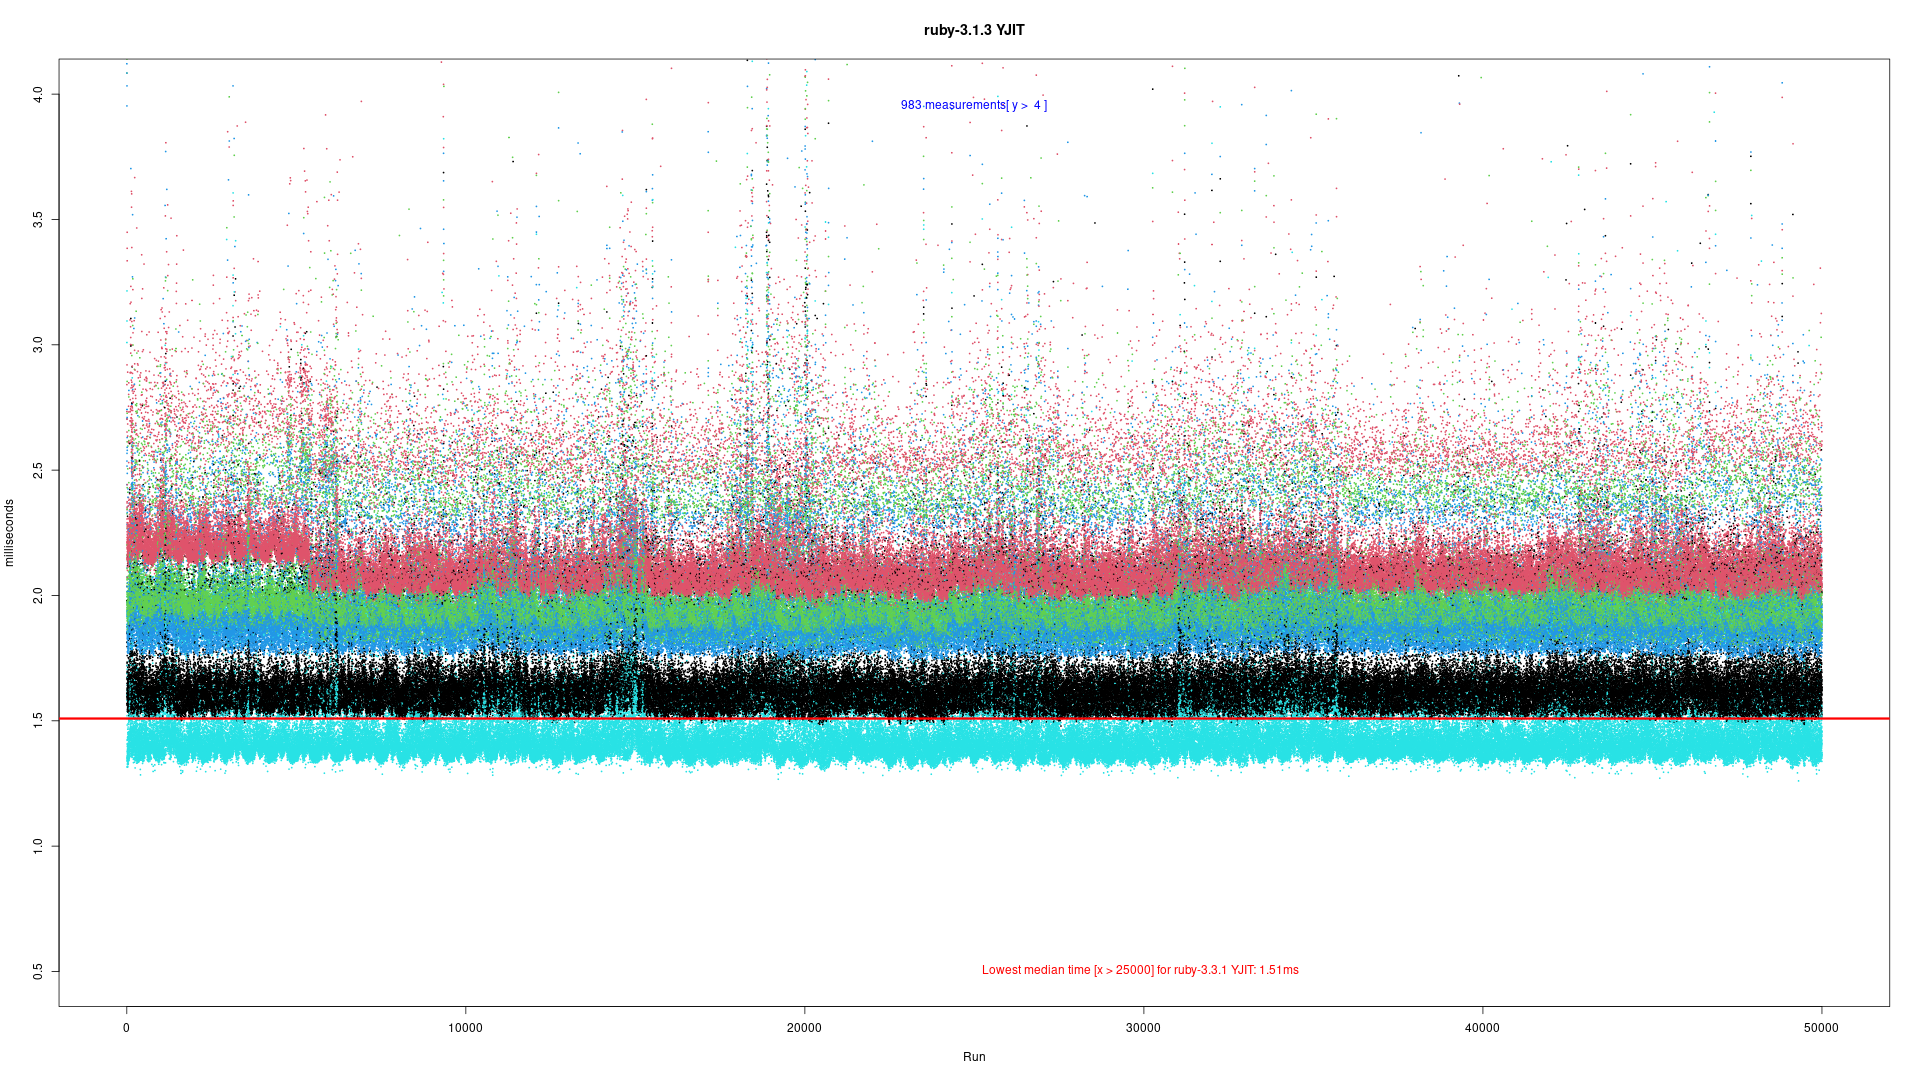 ruby-3.1.3 YJIT
983 measurements[ y > 4 ]
4.0
3.5
3.0
2.5
2.0
1.5
1.0
0.5
milliseconds
Lowest median time [x > 25000] for ruby-3.3.1 YJIT: 1.51ms
0 10000 20000 30000 40000 50000
Run